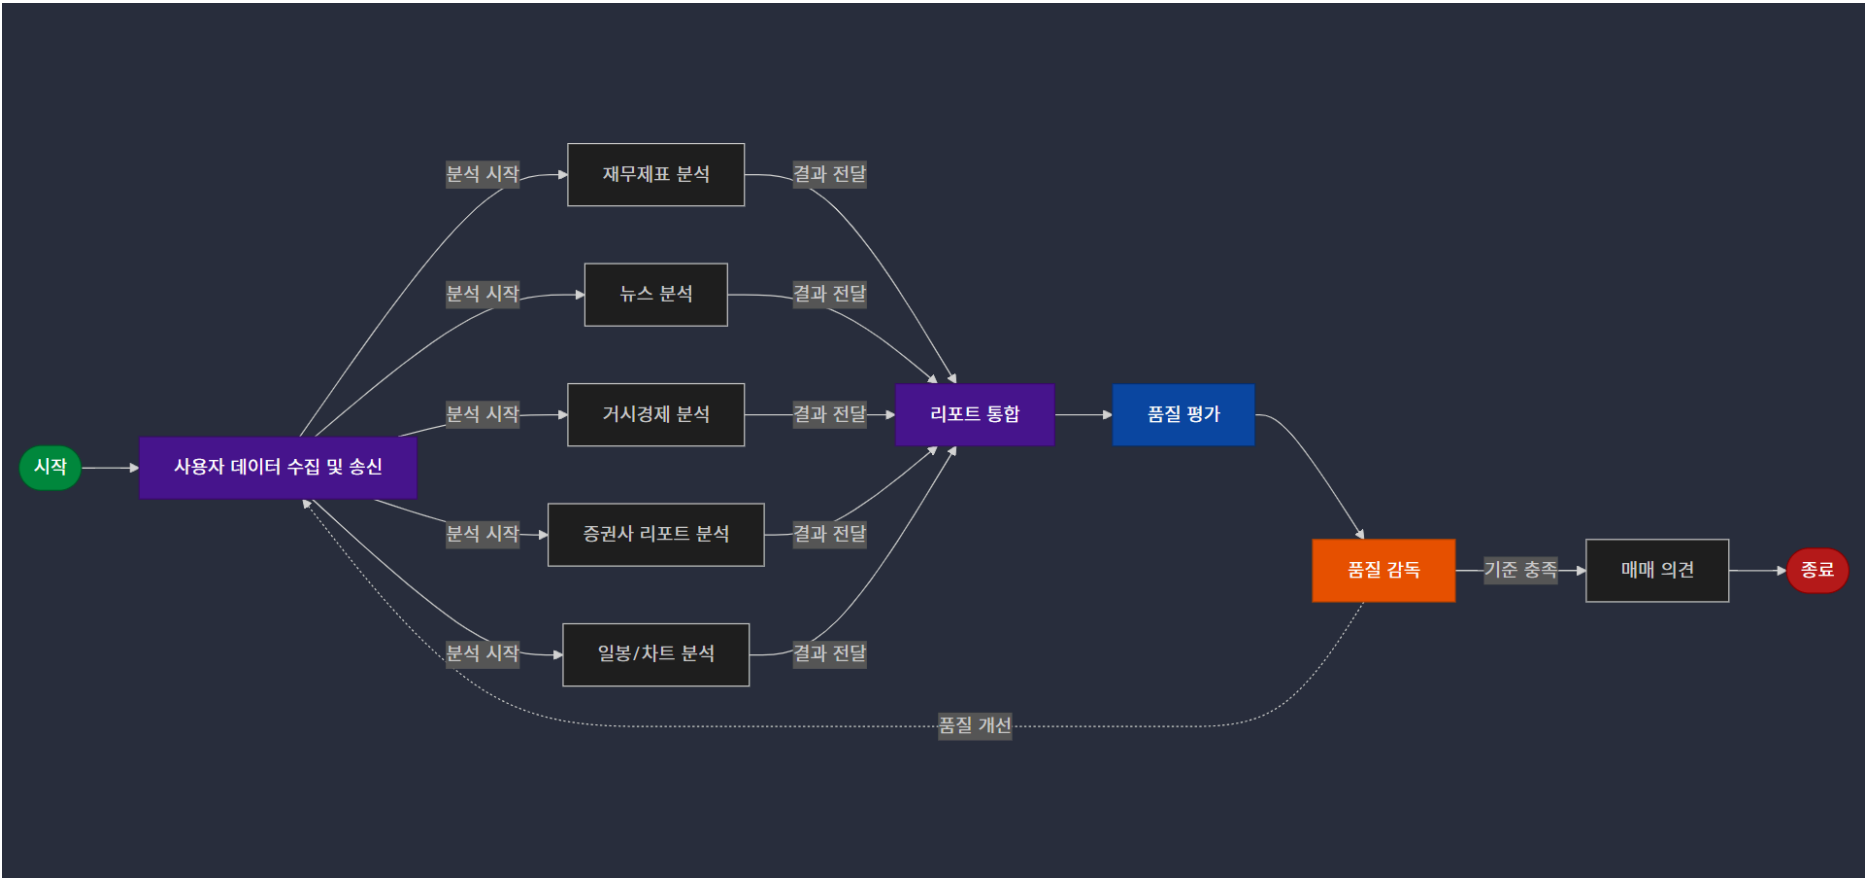 시작
사용자 데이터 수집 및 송신
분석 시작
재무제표 분석
결과 전달
분석 시작
뉴스 분석
결과 전달
분석 시작
거시경제 분석
결과 전달
분석 시작
증권사 리포트 분석
결과 전달
분석 시작
일봉/차트 분석
결과 전달
리포트 통합
품질 평가
품질 감독
기준 충족
매매 의견
종료
품질 개선